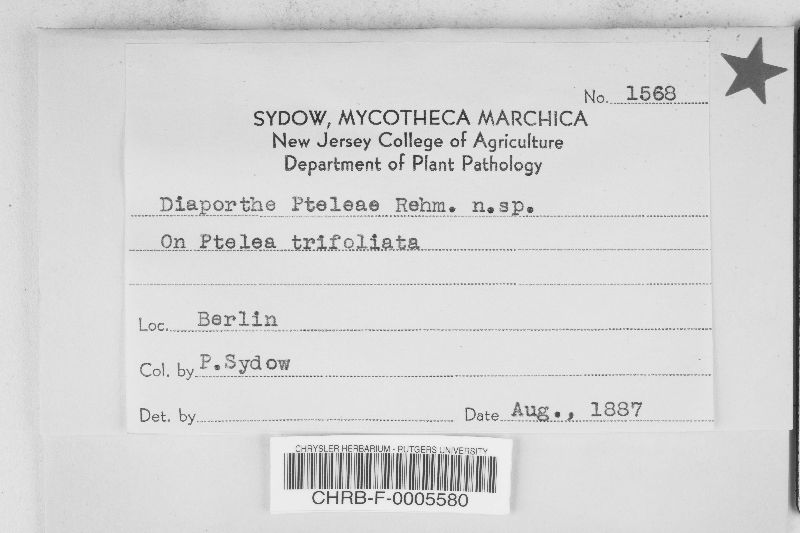 No. 1568
SYDOW, MYCOTHECA MARCHICA
New Jersey College of Agriculture
Department of Plant Pathology
Diaporthe Pteleae Rehm. n.sp.
On Ptelea trifoliata
Loc. Berlin
Col. by P.Sydow
Det. by Date Aug., 1887
CHRYSLER HERBARIUM - RUTGERS UNIVERSITY
CHRB-F-0005580